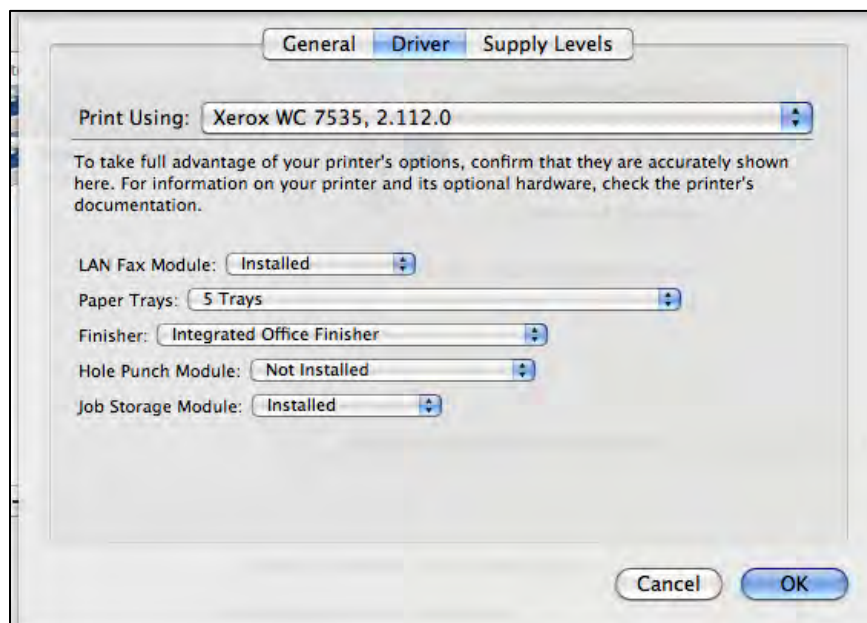 General Driver Supply Levels
Print Using: Xerox WC 7535, 2.112.0
To take full advantage of your printer's options, confirm that they are accurately shown
here. For information on your printer and its optional hardware, check the printer's
documentation.
LAN Fax Module: Installed
Paper Trays: 5 Trays
Finisher: Integrated Office Finisher
Hole Punch Module: Not Installed
Job Storage Module: Installed
Cancel OK